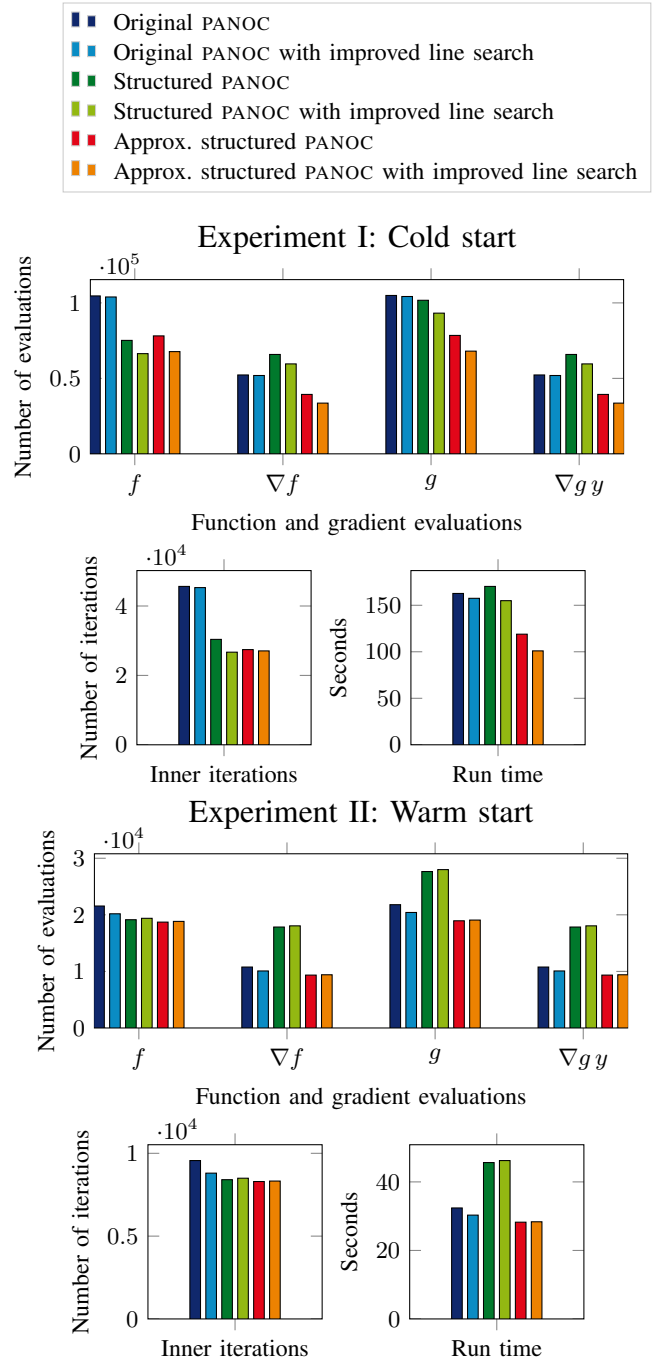 Original PANOC
Original PANOC with improved line search
Structured PANOC
Structured PANOC with improved line search
Approx. structured PANOC
Approx. structured PANOC with improved line search
Experiment I: Cold start
·10^5
Number of evaluations
1
0.5
0
f
∇f
g
∇g y
Function and gradient evaluations
·10^4
Number of iterations
4
2
0
Inner iterations
Seconds
150
100
50
0
Run time
Experiment II: Warm start
·10^4
Number of evaluations
3
2
1
0
f
∇f
g
∇g y
Function and gradient evaluations
·10^4
Number of iterations
1
0.5
0
Inner iterations
Seconds
40
20
0
Run time